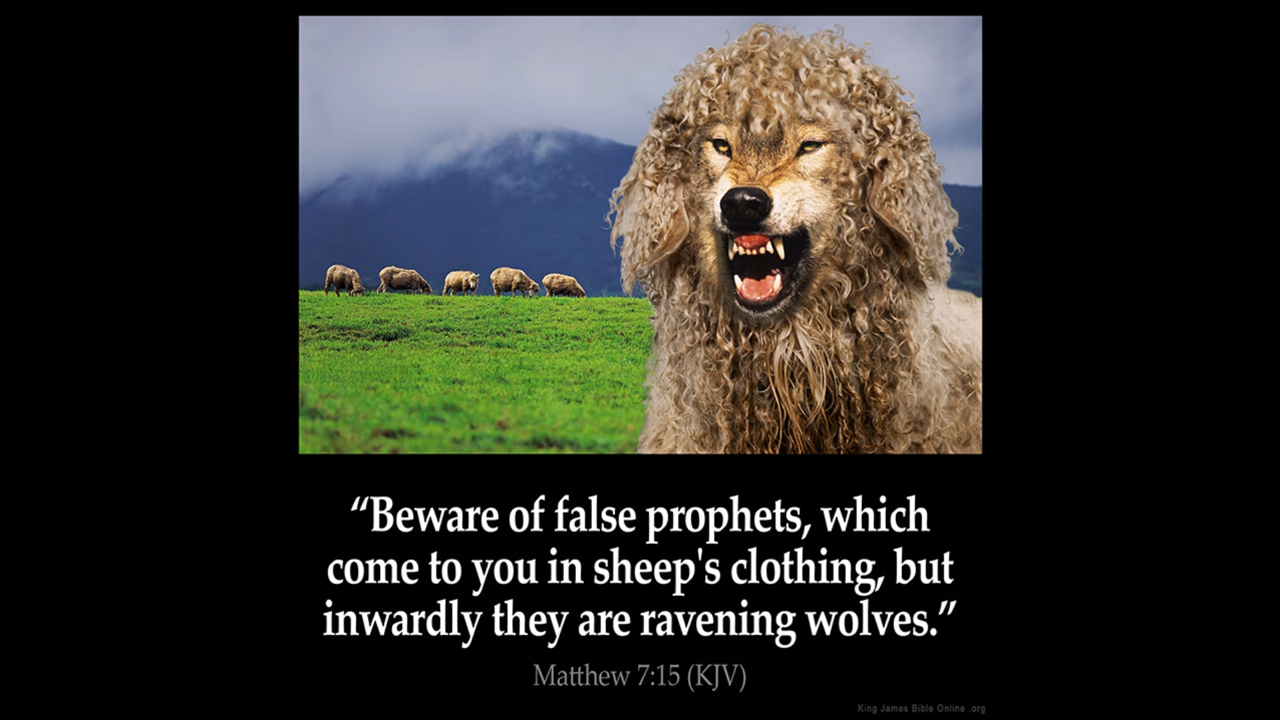 “Beware of false prophets, which
come to you in sheep's clothing, but
inwardly they are ravening wolves.”
Matthew 7:15 (KJV)
King James Bible Online .org